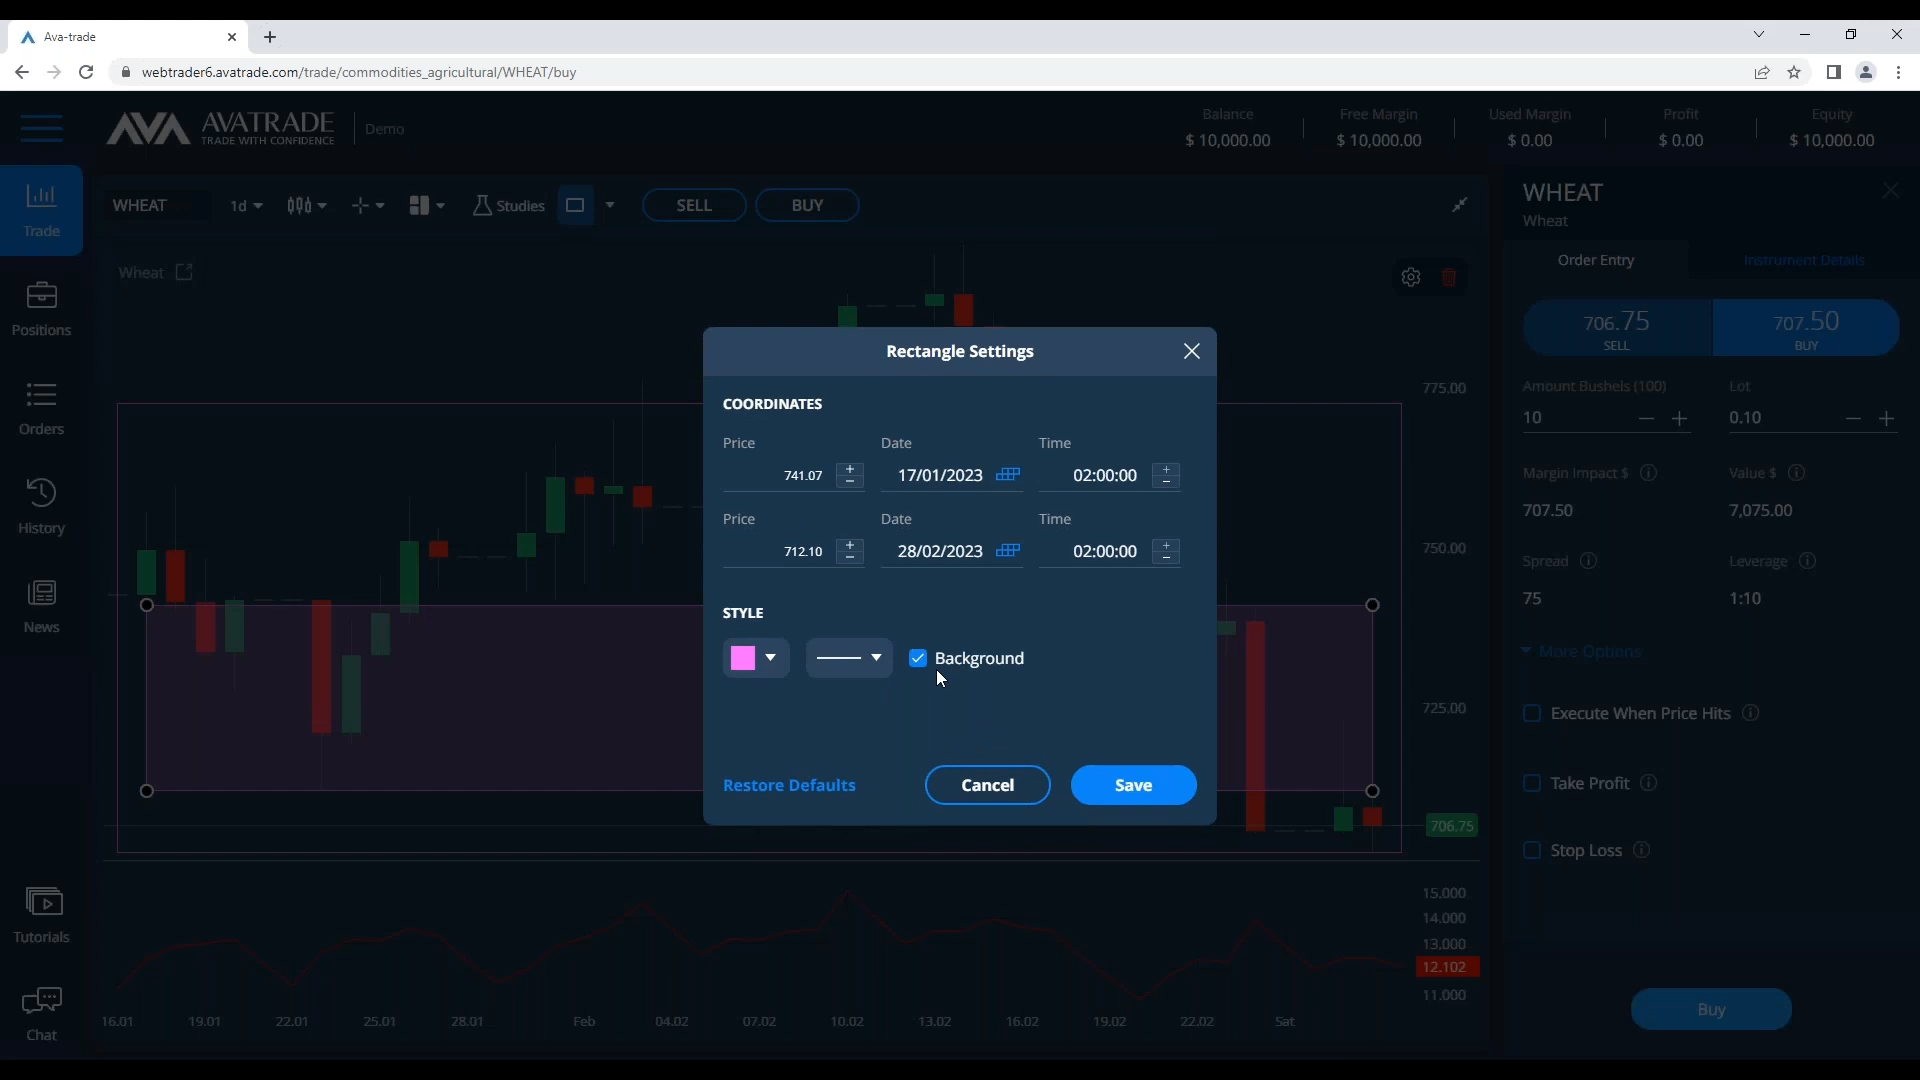 Ava-trade
webtrader6.avatrade.com/trade/commodities_agricultural/WHEAT/buy
AVA AVATRADE Demo
TRADE WITH CONFIDENCE
Balance Free Margin Used Margin Profit Equity
$ 10,000.00 $ 10,000.00 $ 0.00 $ 0.00 $ 10,000.00
Trade
Positions
Orders
History
News
Tutorials
Chat
WHEAT 1d Studies SELL BUY
Wheat
775.00
750.00
725.00
706.75
15.000
14.000
13.000
12.102
11.000
16.01 19.01 22.01 25.01 28.01 Feb 04.02 07.02 10.02 13.02 16.02 19.02 22.02 Sat
Rectangle Settings
COORDINATES
Price Date Time
741.07 17/01/2023 02:00:00
Price Date Time
712.10 28/02/2023 02:00:00
STYLE
Background
Restore Defaults Cancel Save
WHEAT
Wheat
Order Entry Instrument Details
706.75 707.50
SELL BUY
Amount Bushels (100) Lot
10 0.10
Margin Impact $ Value $
707.50 7,075.00
Spread Leverage
75 1:10
More Options
Execute When Price Hits
Take Profit
Stop Loss
Buy